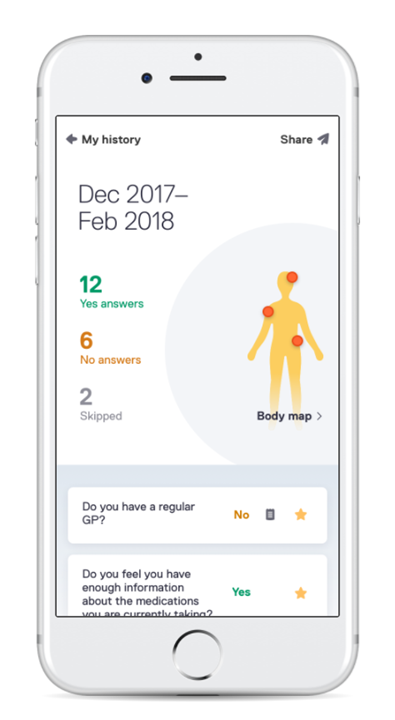 My history
Share
Dec 2017–
Feb 2018
12
Yes answers
6
No answers
2
Skipped
Body map
Do you have a regular
GP?
No
Do you feel you have
enough information
about the medications
you are currently taking?
Yes